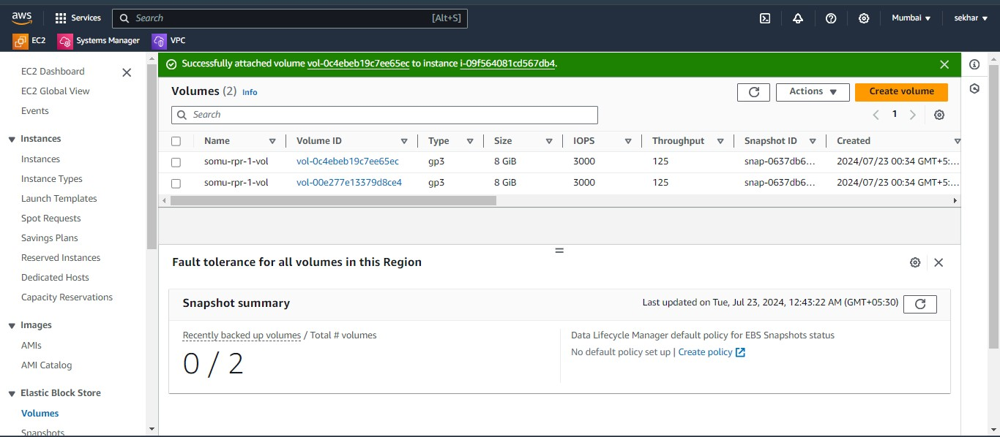 aws Services Search [Alt+S] Mumbai ▼ sekhar ▼
EC2 Systems Manager VPC
EC2 Dashboard
EC2 Global View
Events
Instances
Instances
Instance Types
Launch Templates
Spot Requests
Savings Plans
Reserved Instances
Dedicated Hosts
Capacity Reservations
Images
AMIs
AMI Catalog
Elastic Block Store
Volumes
Snapshots
Successfully attached volume vol-0c4ebeb19c7ee65ec to instance i-09f564081cd567db4.
Volumes (2) Info Actions ▼ Create volume
Search 1
Name Volume ID Type Size IOPS Throughput Snapshot ID Created
somu-rpr-1-vol vol-0c4ebeb19c7ee65ec gp3 8 GiB 3000 125 snap-0637db6... 2024/07/23 00:34 GMT+5:...
somu-rpr-1-vol vol-00e277e13379d8ce4 gp3 8 GiB 3000 125 snap-0637db6... 2024/07/23 00:34 GMT+5:...
Fault tolerance for all volumes in this Region
Snapshot summary Last updated on Tue, Jul 23, 2024, 12:43:22 AM (GMT+05:30)
Recently backed up volumes / Total # volumes
0 / 2
Data Lifecycle Manager default policy for EBS Snapshots status
No default policy set up | Create policy